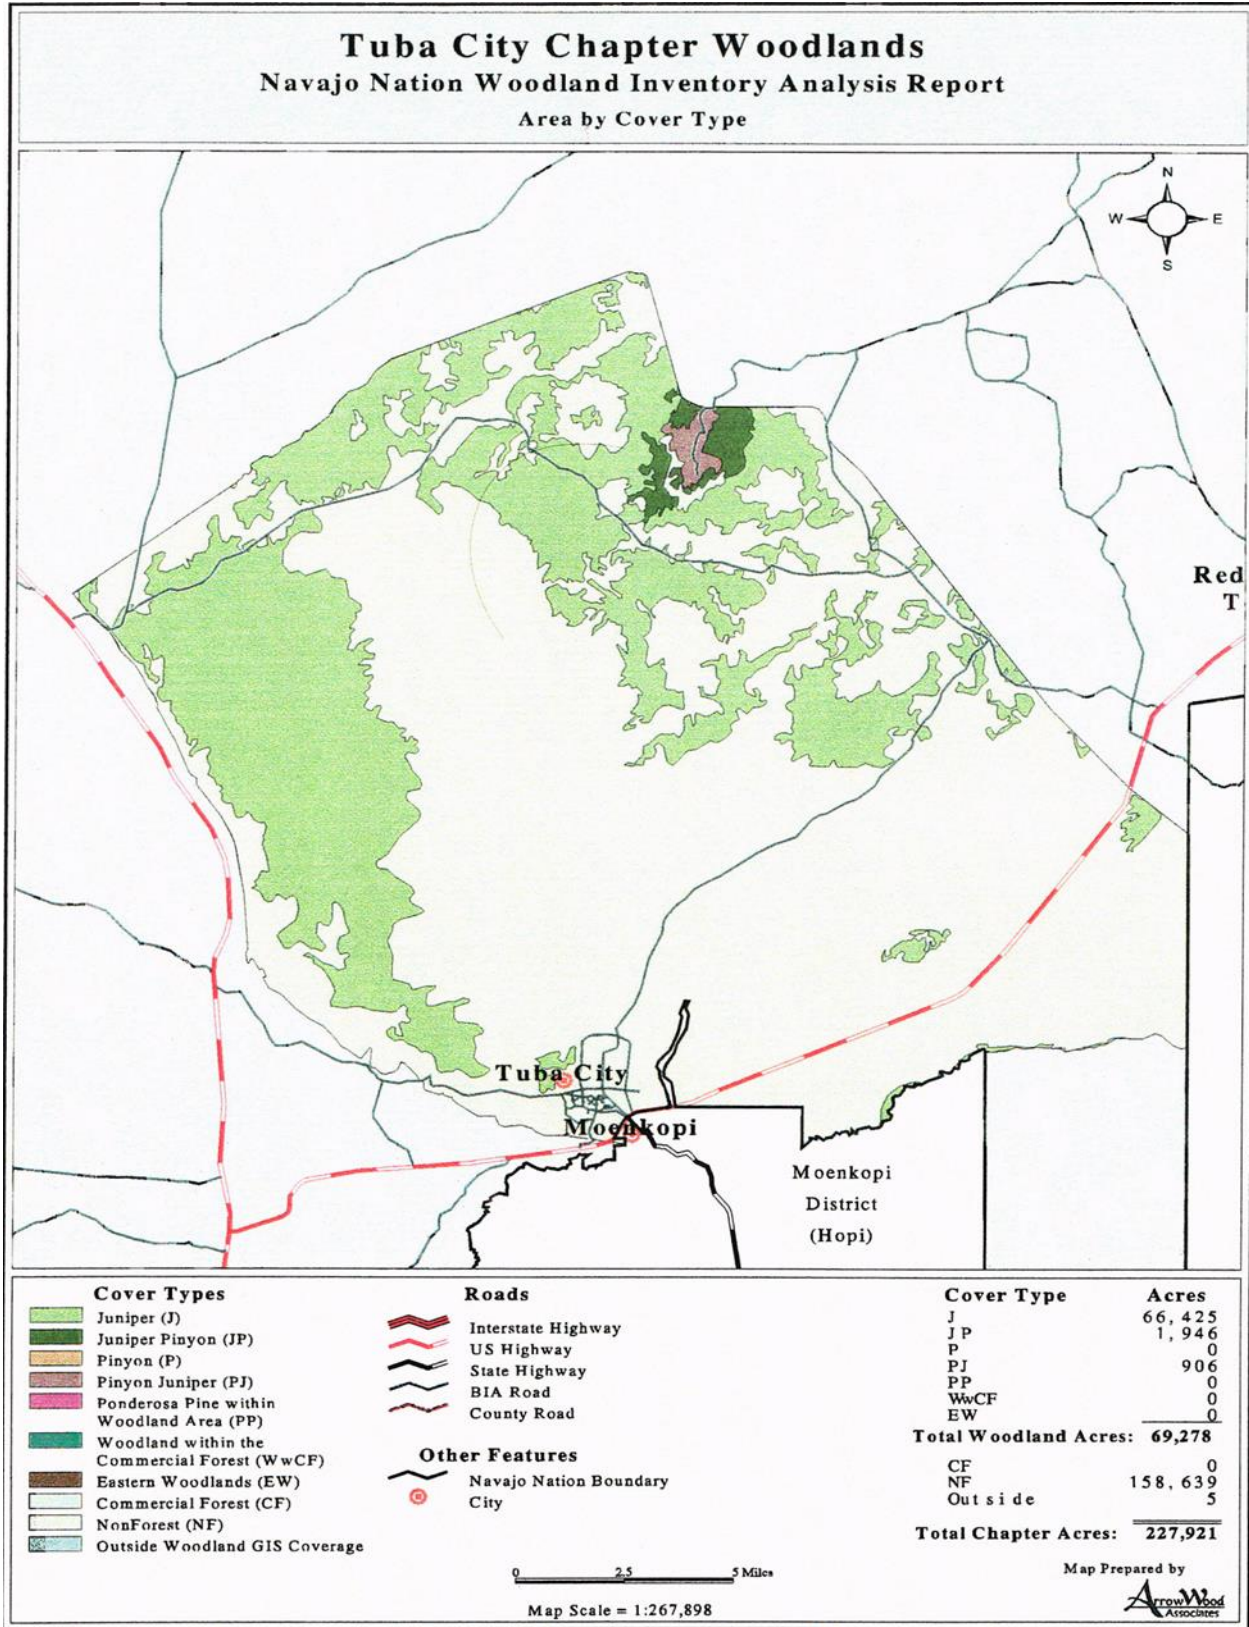 Tuba City Chapter Woodlands
Navajo Nation Woodland Inventory Analysis Report
Area by Cover Type
N
W
E
S
Red
T
Tuba City
Moenkopi
Moenkopi
District
(Hopi)
Cover Types
Juniper (J)
Juniper Pinyon (JP)
Pinyon (P)
Pinyon Juniper (PJ)
Ponderosa Pine within
Woodland Area (PP)
Woodland within the
Commercial Forest (WwCF)
Eastern Woodlands (EW)
Commercial Forest (CF)
NonForest (NF)
Outside Woodland GIS Coverage
Roads
Interstate Highway
US Highway
State Highway
BIA Road
County Road
Other Features
Navajo Nation Boundary
City
0 2.5 5 Miles
Map Scale = 1:267,898
Cover Type Acres
J 66,425
JP 1,946
P 0
PJ 906
PP 0
WwCF 0
EW 0
Total Woodland Acres: 69,278
CF 0
NF 158,639
Outside 5
Total Chapter Acres: 227,921
Map Prepared by
ArrowWood
Associates